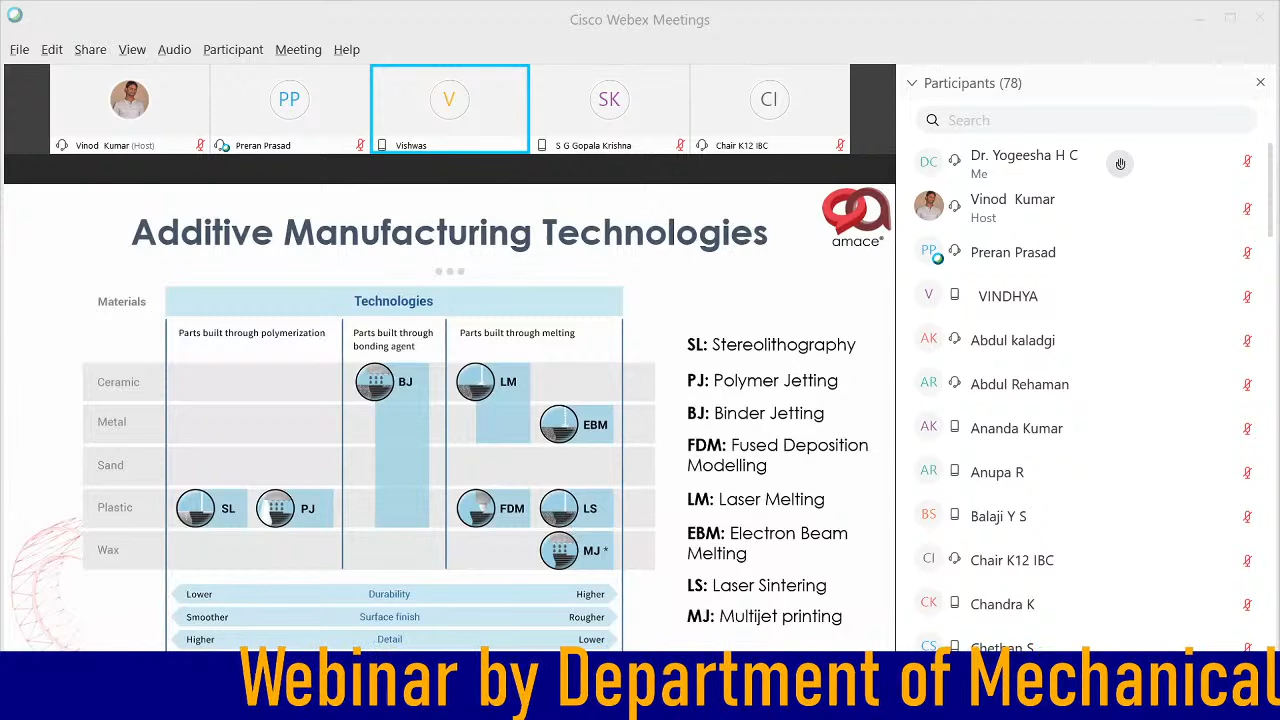 Cisco Webex Meetings
File Edit Share View Audio Participant Meeting Help
PP V SK CI
Vinod Kumar (Host) Preran Prasad Vishwas S G Gopala Krishna Chair K12 IBC
Additive Manufacturing Technologies
amace®
Materials Technologies
Parts built through polymerization
Parts built through
bonding agent
Parts built through melting
Ceramic BJ LM
Metal EBM
Sand
Plastic SL PJ FDM LS
Wax MJ *
Lower Durability Higher
Smoother Surface finish Rougher
Higher Detail Lower
SL: Stereolithography
PJ: Polymer Jetting
BJ: Binder Jetting
FDM: Fused Deposition
Modelling
LM: Laser Melting
EBM: Electron Beam
Melting
LS: Laser Sintering
MJ: Multijet printing
Participants (78)
Search
DC Dr. Yogeesha H C
Me
Vinod Kumar
Host
PP Preran Prasad
V VINDHYA
AK Abdul kaladgi
AR Abdul Rehaman
AK Ananda Kumar
AR Anupa R
BS Balaji Y S
CI Chair K12 IBC
CK Chandra K
CS Chethan S
Webinar by Department of Mechanical